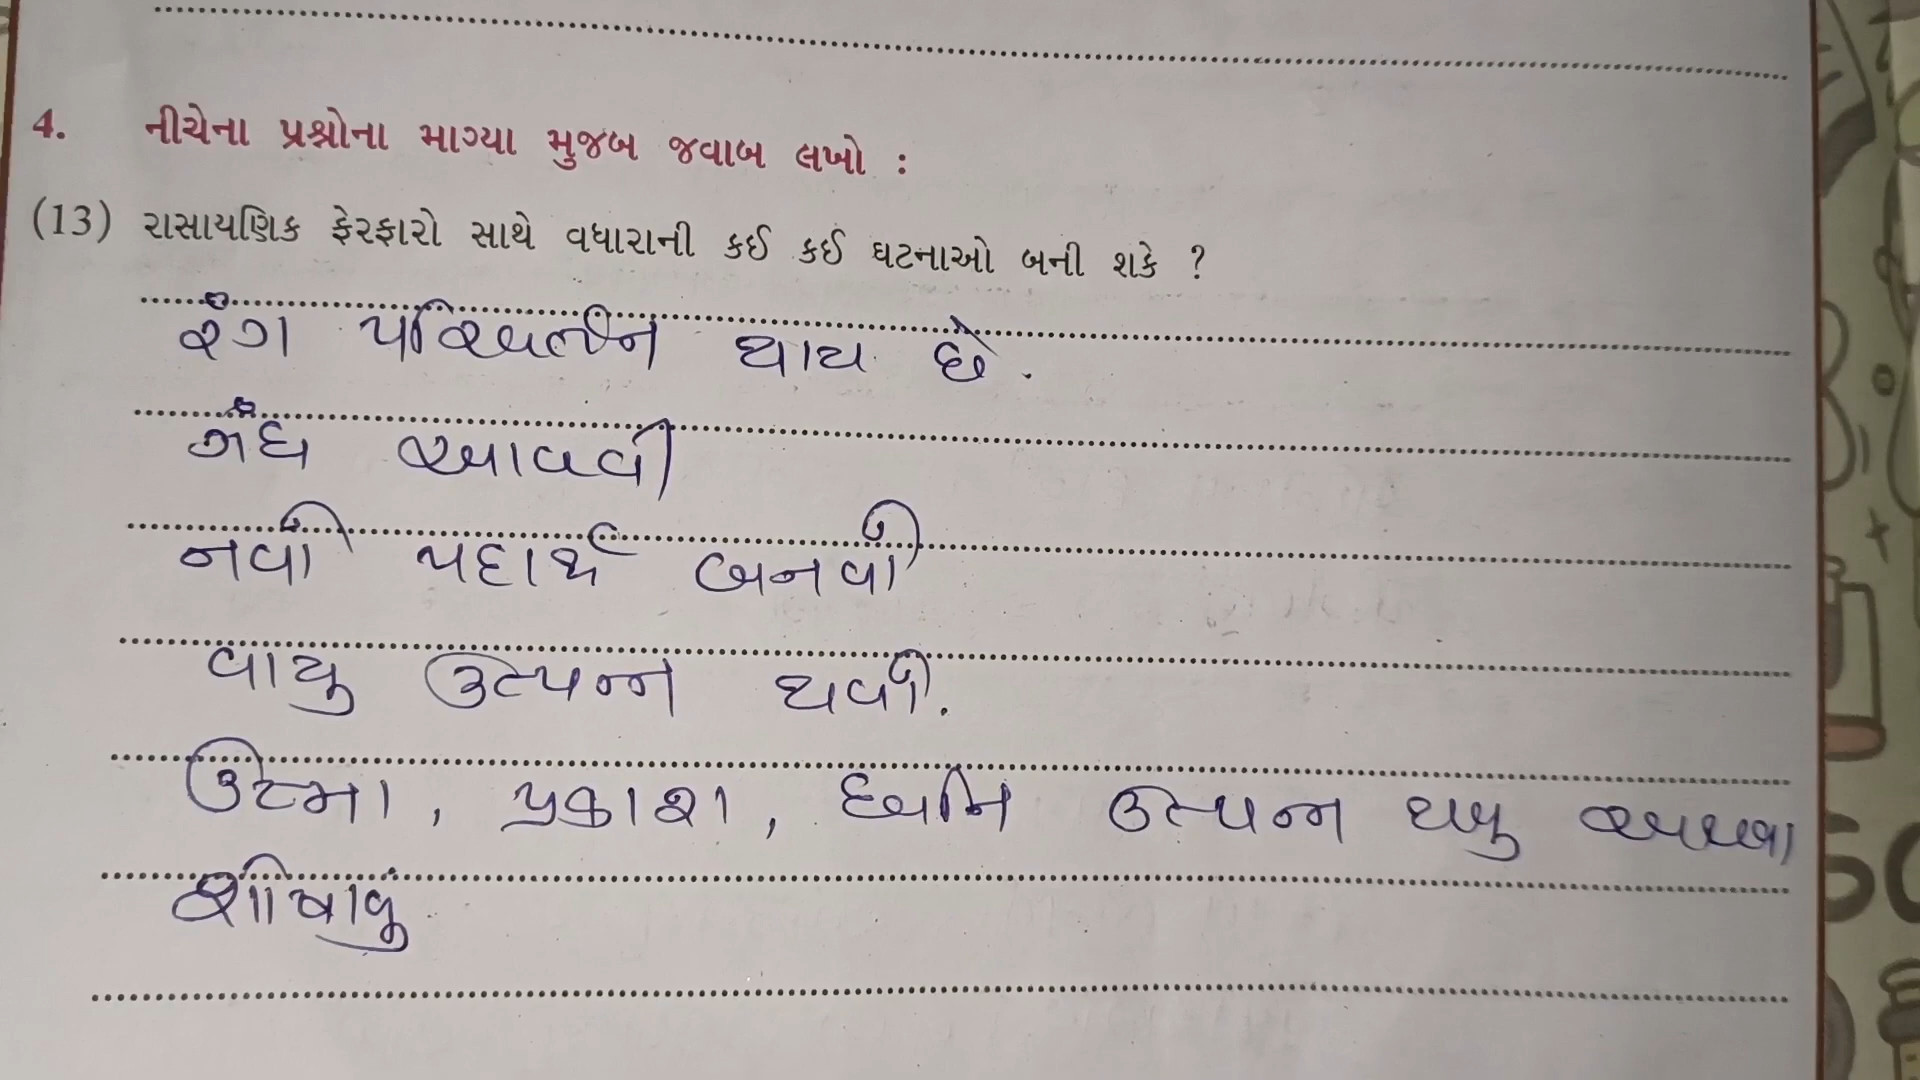 4. નીચેના પ્રશ્નોના માગ્યા મુજબ જવાબ લખો :
(13) રાસાયણિક ફેરફારો સાથે વધારાની કઈ કઈ ઘટનાઓ બની શકે ?
રંગ પરિવર્તન થાય છે.
ગંધ આવવી
નવો પદાર્થ બનવો
વાયુ ઉત્પન્ન થવો.
ઉષ્મા, પ્રકાશ, ધ્વનિ ઉત્પન્ન થવુ અથવા
શોષાવું